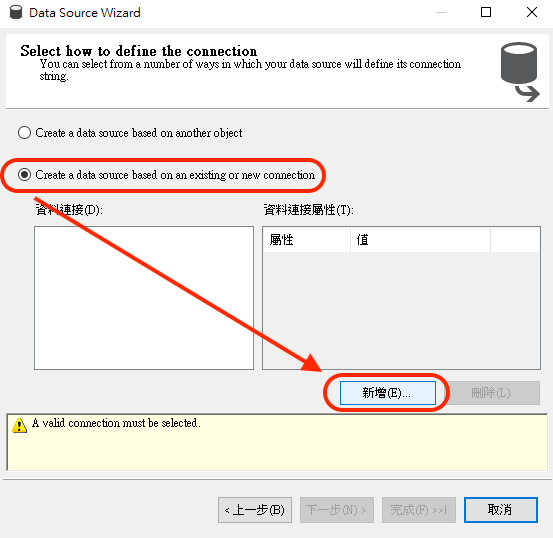 Data Source Wizard
Select how to define the connection
You can select from a number of ways in which your data source will define its connection
string.
Create a data source based on another object
Create a data source based on an existing or new connection
資料連接(D):
資料連接屬性(T):
屬性
值
新增(E)...
刪除(L)
A valid connection must be selected.
< 上一步(B)
下一步(N) >
完成(F) >>|
取消